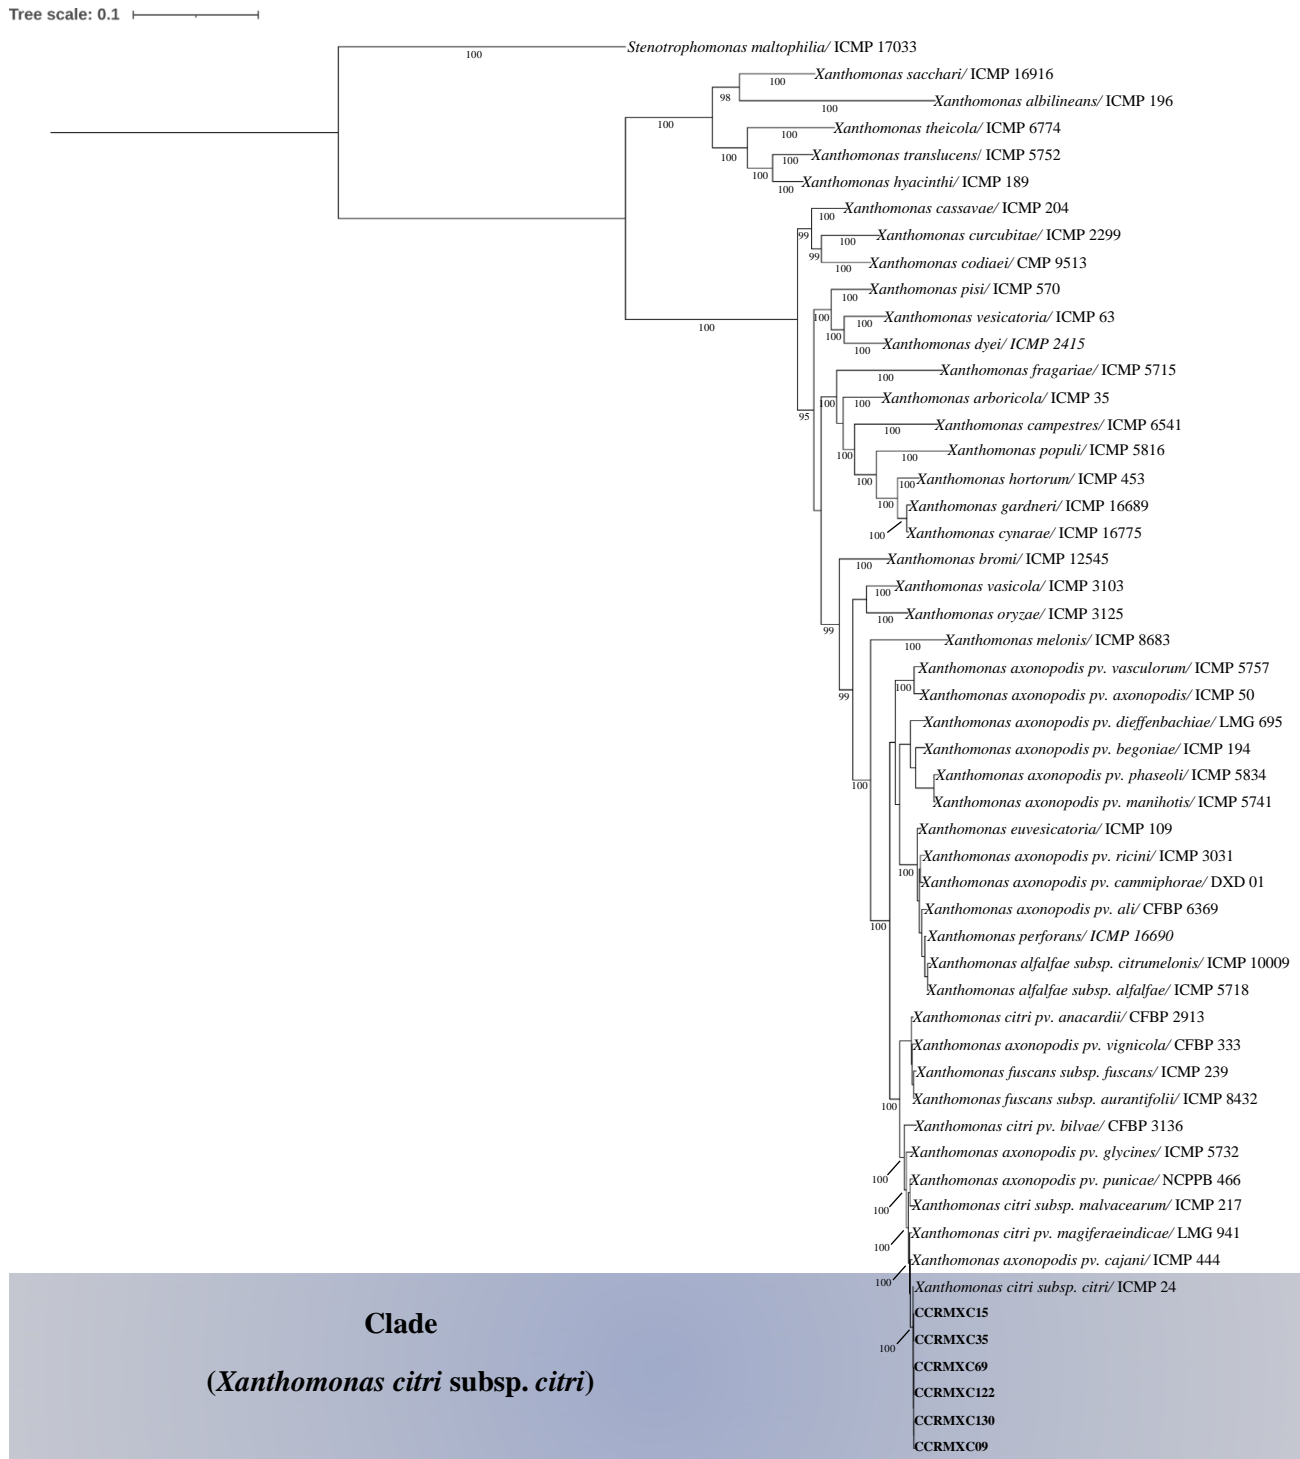 Tree scale: 0.1
100
Stenotrophomonas maltophilia/ ICMP 17033
Xanthomonas sacchari/ ICMP 16916
100
98
Xanthomonas albilineans/ ICMP 196
100
100
Xanthomonas theicola/ ICMP 6774
100
100
Xanthomonas translucens/ ICMP 5752
100
100
Xanthomonas hyacinthi/ ICMP 189
100
Xanthomonas cassavae/ ICMP 204
100
99
Xanthomonas curcubitae/ ICMP 2299
100
99
Xanthomonas codiaei/ CMP 9513
100
Xanthomonas pisi/ ICMP 570
100
100
100
Xanthomonas vesicatoria/ ICMP 63
100
100
Xanthomonas dyei/ ICMP 2415
100
Xanthomonas fragariae/ ICMP 5715
100
100
Xanthomonas arboricola/ ICMP 35
100
95
Xanthomonas campestres/ ICMP 6541
100
100
Xanthomonas populi/ ICMP 5816
100
100
Xanthomonas hortorum/ ICMP 453
100
100
Xanthomonas gardneri/ ICMP 16689
100
Xanthomonas cynarae/ ICMP 16775
Xanthomonas bromi/ ICMP 12545
100
Xanthomonas vasicola/ ICMP 3103
100
Xanthomonas oryzae/ ICMP 3125
100
99
Xanthomonas melonis/ ICMP 8683
100
Xanthomonas axonopodis pv. vasculorum/ ICMP 5757
100
Xanthomonas axonopodis pv. axonopodis/ ICMP 50
99
Xanthomonas axonopodis pv. dieffenbachiae/ LMG 695
Xanthomonas axonopodis pv. begoniae/ ICMP 194
Xanthomonas axonopodis pv. phaseoli/ ICMP 5834
100
Xanthomonas axonopodis pv. manihotis/ ICMP 5741
Xanthomonas euvesicatoria/ ICMP 109
Xanthomonas axonopodis pv. ricini/ ICMP 3031
100
Xanthomonas axonopodis pv. cammiphorae/ DXD 01
Xanthomonas axonopodis pv. ali/ CFBP 6369
100
Xanthomonas perforans/ ICMP 16690
Xanthomonas alfalfae subsp. citrumelonis/ ICMP 10009
Xanthomonas alfalfae subsp. alfalfae/ ICMP 5718
Xanthomonas citri pv. anacardii/ CFBP 2913
Xanthomonas axonopodis pv. vignicola/ CFBP 333
Xanthomonas fuscans subsp. fuscans/ ICMP 239
Xanthomonas fuscans subsp. aurantifolii/ ICMP 8432
100
Xanthomonas citri pv. bilvae/ CFBP 3136
Xanthomonas axonopodis pv. glycines/ ICMP 5732
100
Xanthomonas axonopodis pv. punicae/ NCPPB 466
Xanthomonas citri subsp. malvacearum/ ICMP 217
100
Xanthomonas citri pv. magiferaeindicae/ LMG 941
100
Xanthomonas axonopodis pv. cajani/ ICMP 444
100
Xanthomonas citri subsp. citri/ ICMP 24
CCRMXC15
Clade
CCRMXC35
100
CCRMXC69
(Xanthomonas citri subsp. citri)
CCRMXC122
CCRMXC130
CCRMXC09